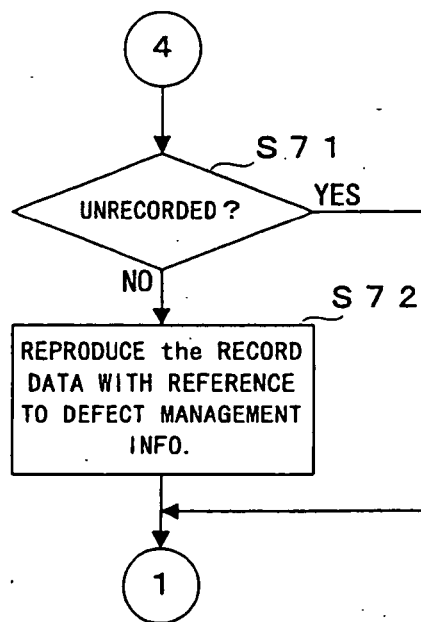 4
S71
UNRECORDED?
YES
NO
S72
REPRODUCE the RECORD
DATA WITH REFERENCE
TO DEFECT MANAGEMENT
INFO.
1